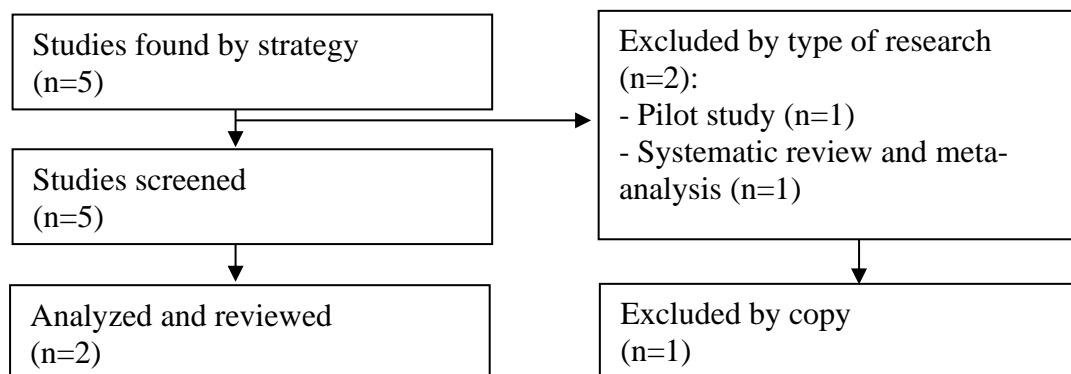 Studies found by strategy
(n=5)
Excluded by type of research
(n=2):
- Pilot study (n=1)
- Systematic review and meta-
analysis (n=1)
Studies screened
(n=5)
Analyzed and reviewed
(n=2)
Excluded by copy
(n=1)